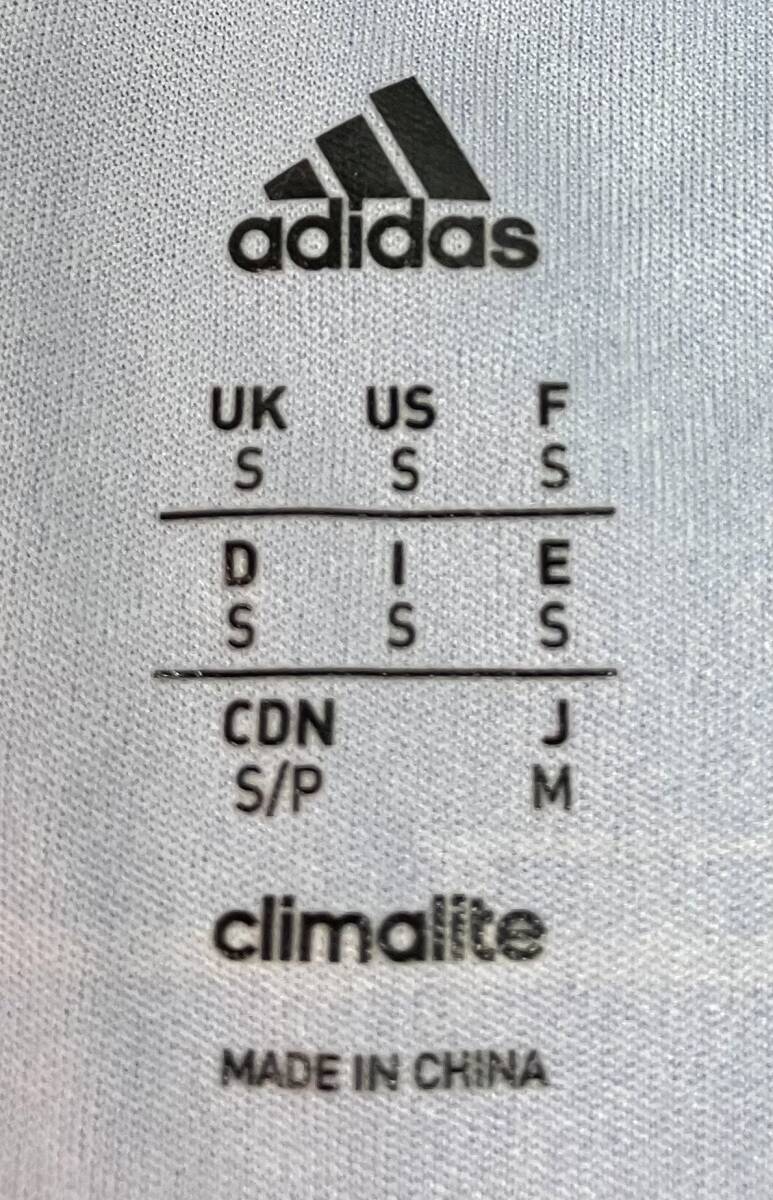 adidas
UK US F
S S S
D I E
S S S
CDN J
S/P M
climalite
MADE IN CHINA